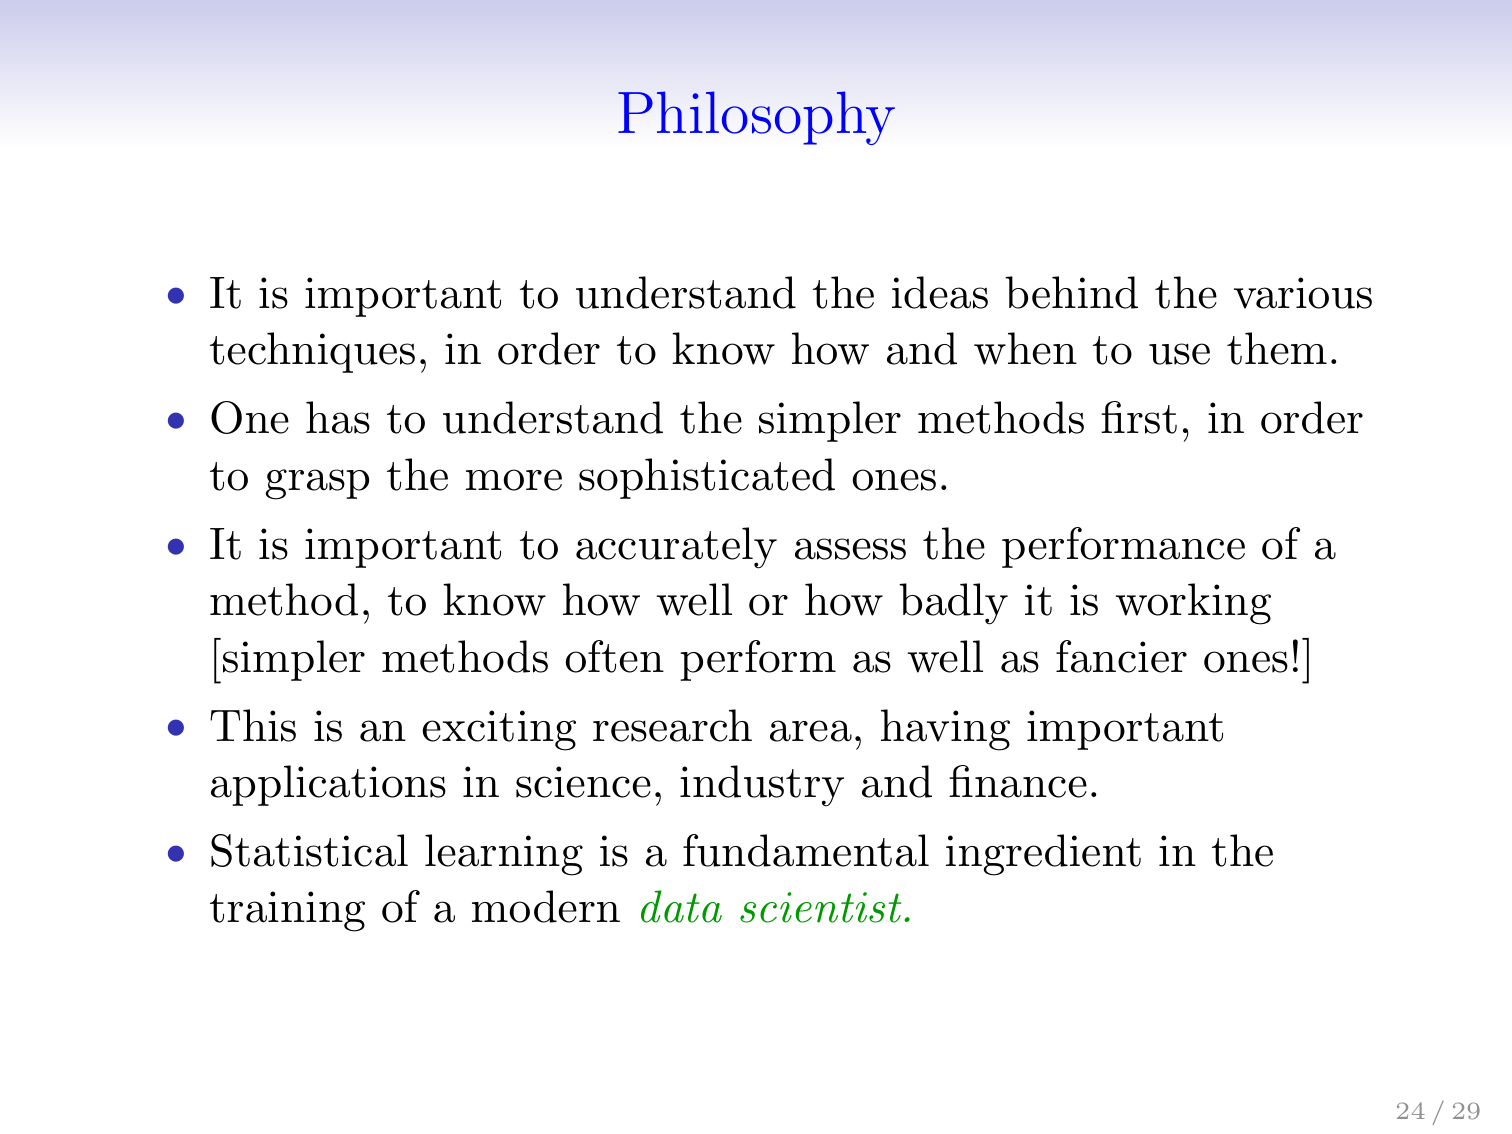 Philosophy
• It is important to understand the ideas behind the various
techniques, in order to know how and when to use them.
• One has to understand the simpler methods first, in order
to grasp the more sophisticated ones.
• It is important to accurately assess the performance of a
method, to know how well or how badly it is working
[simpler methods often perform as well as fancier ones!]
• This is an exciting research area, having important
applications in science, industry and finance.
• Statistical learning is a fundamental ingredient in the
training of a modern data scientist.
24 / 29